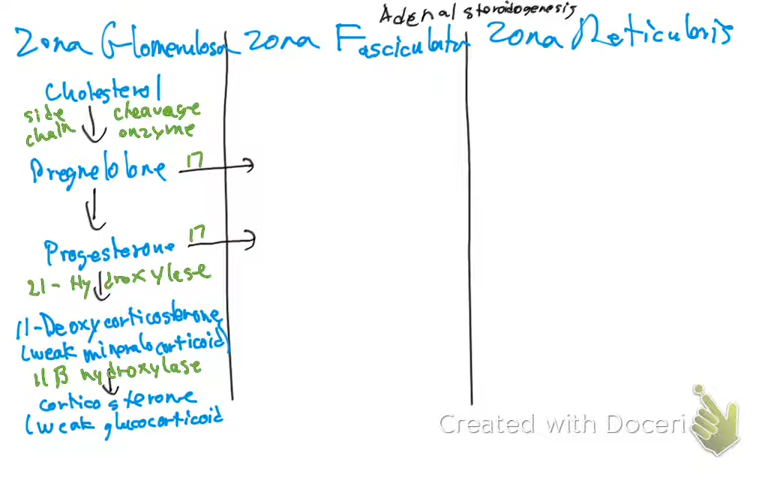 Adenal steroidogenesis
Zona Glomerulosa
Zona Fasciculata
Zona Reticularis
Cholesterol
side chain cleavage enzyme
Pregnelolone 17
Progesterone 17
21-Hydroxylase
11-Deoxycorticosterone
(weak mineralocorticoid)
11β hydroxylase
corticosterone
(weak glucocorticoid
Created with Doceri